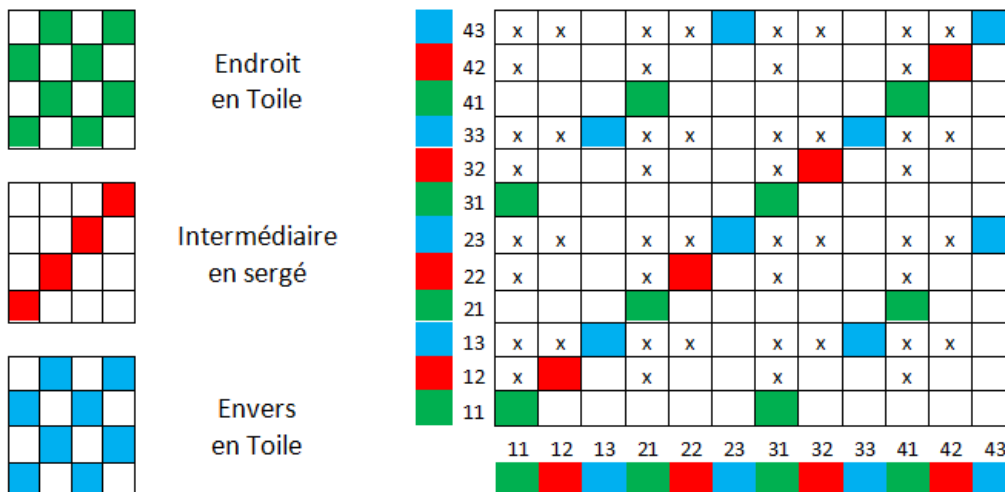 Endroit
en Toile
Intermédiaire
en sergé
Envers
en Toile
43 x x x x x x x x
42 x x x x
41
33 x x x x x x x x
32 x x x x
31
23 x x x x x x x x
22 x x x x
21
13 x x x x x x x x
12 x x x x
11
11 12 13 21 22 23 31 32 33 41 42 43